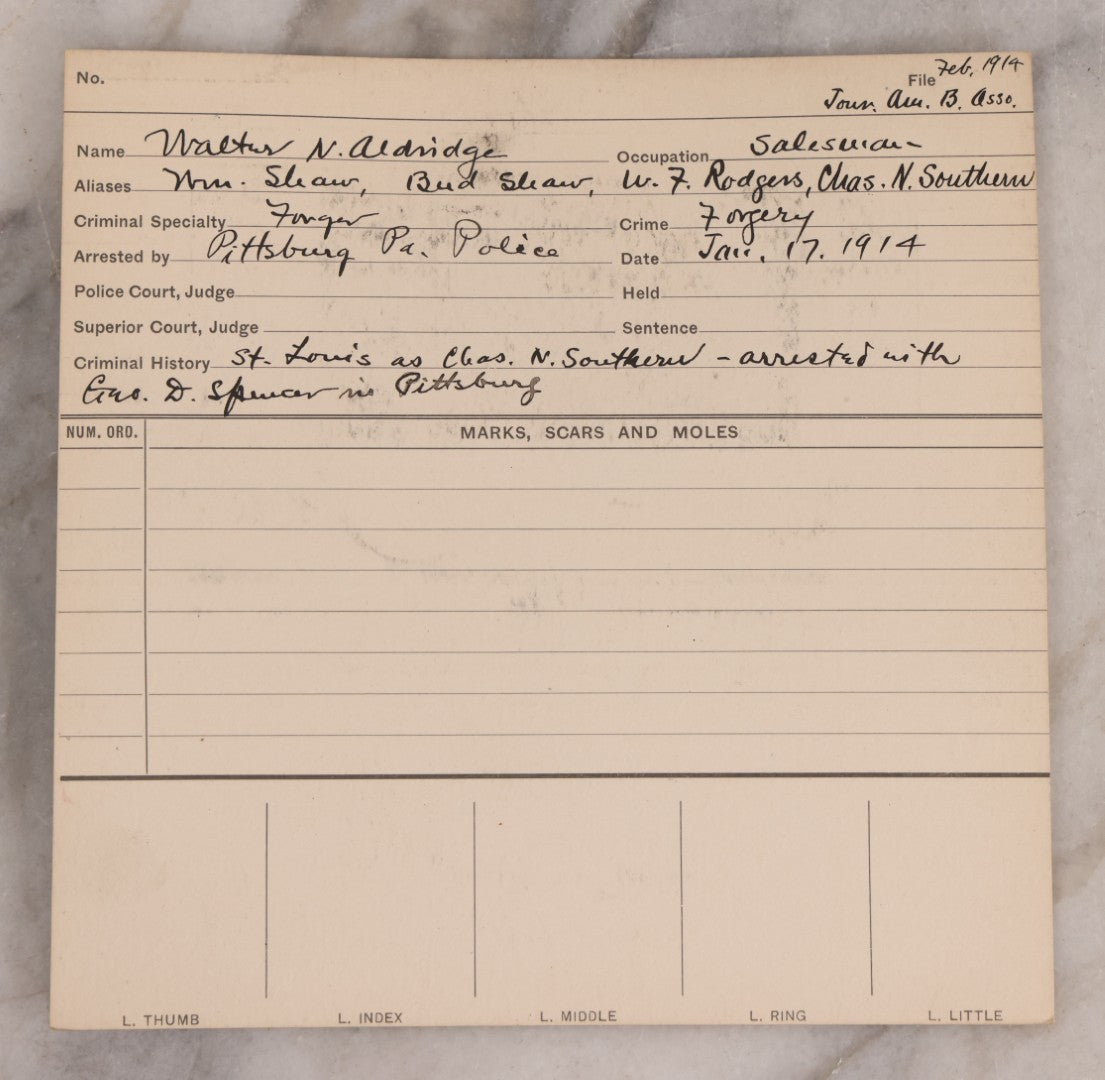 No. File Feb, 1914
Jour. Am. B. Asso.
Name Walter N. Aldridge Occupation Salesman
Aliases Wm. Shaw, Bud Shaw, W. F. Rodgers, Chas. N. Southern
Criminal Specialty Forger Crime Forgery
Arrested by Pittsburg Pa. Police Date Jan. 17. 1914
Police Court, Judge Held
Superior Court, Judge Sentence
Criminal History St. Louis as Chas. N. Southern - arrested with
Geo. D. Spencer in Pittsburg
NUM. ORD. MARKS, SCARS AND MOLES
L. THUMB L. INDEX L. MIDDLE L. RING L. LITTLE